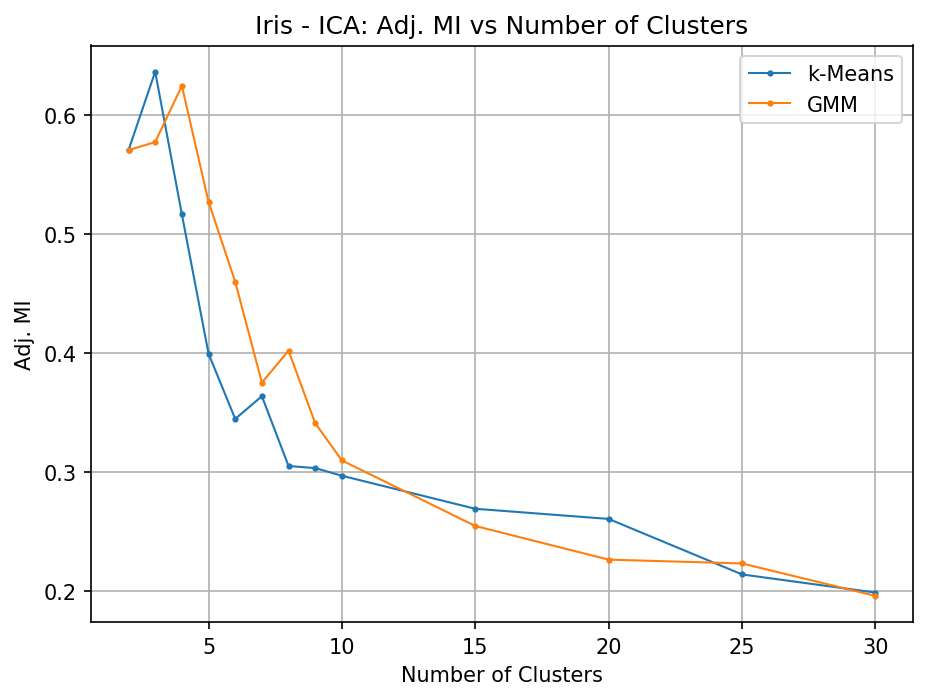 Iris - ICA: Adj. MI vs Number of Clusters
k-Means
GMM
Adj. MI
0.6
0.5
0.4
0.3
0.2
5 10 15 20 25 30
Number of Clusters